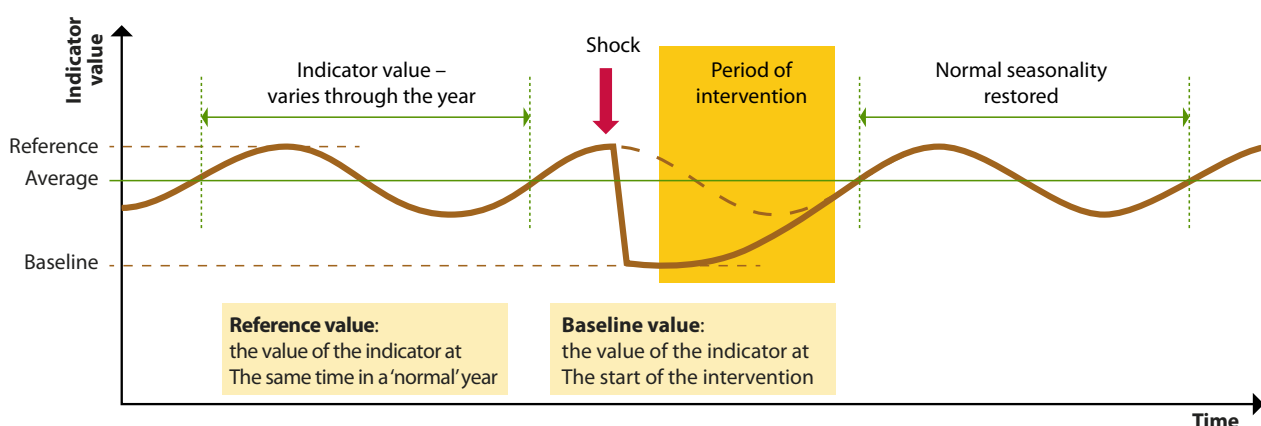 Indicator
value
Shock
Indicator value –
varies through the year
Period of
intervention
Normal seasonality
restored
Reference
Average
Baseline
Reference value:
the value of the indicator at
The same time in a ‘normal’ year
Baseline value:
the value of the indicator at
The start of the intervention
Time